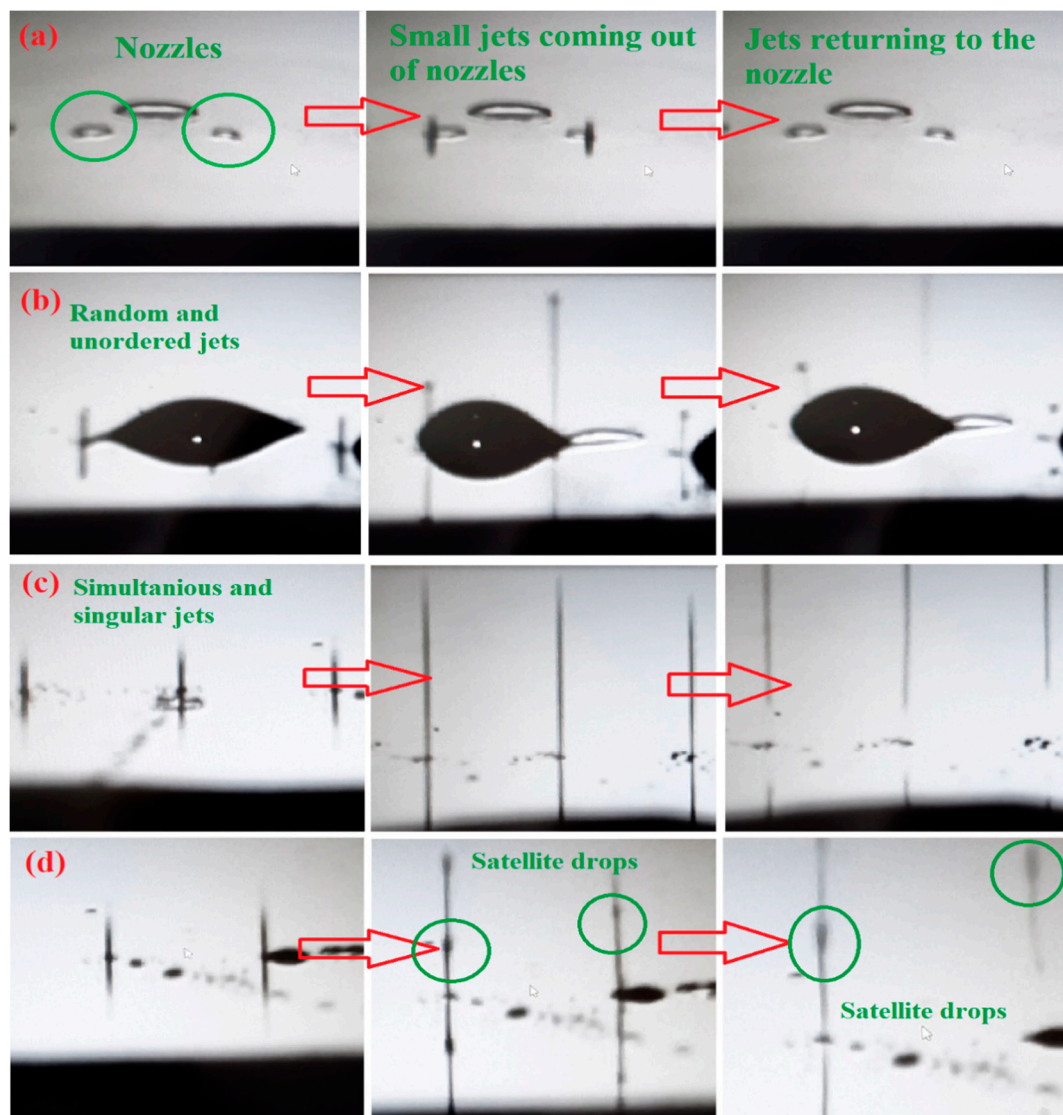 (a)
Nozzles
Small jets coming out
of nozzles
Jets returning to the
nozzle
(b)
Random and
unordered jets
(c)
Simultanious and
singular jets
(d)
Satellite drops
Satellite drops